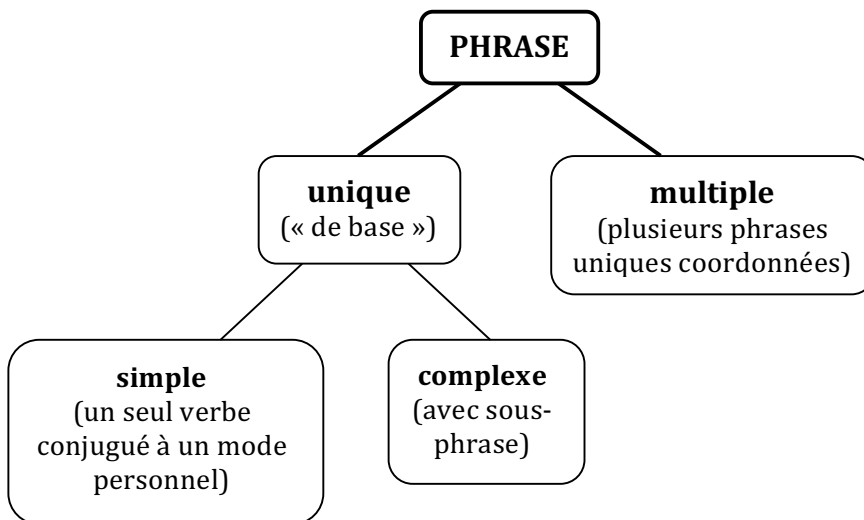 PHRASE
unique
(« de base »)
multiple
(plusieurs phrases
uniques coordonnées)
simple
(un seul verbe
conjugué à un mode
personnel)
complexe
(avec sous-
phrase)